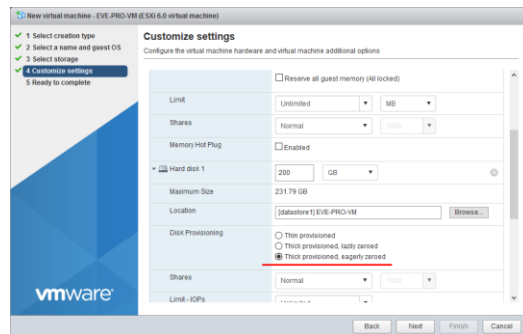 New virtual machine - EVE-PRO-VM (ESXi 6.0 virtual machine)
1 Select creation type
2 Select a name and guest OS
3 Select storage
4 Customize settings
5 Ready to complete
Customize settings
Configure the virtual machine hardware and virtual machine additional options
Reserve all guest memory (All locked)
Limit Unlimited MB
Shares Normal
Memory Hot Plug Enabled
Hard disk 1 200 GB
Maximum Size 231.79 GB
Location [datastore1] EVE-PRO-VM Browse...
Disk Provisioning
Thin provisioned
Thick provisioned, lazily zeroed
Thick provisioned, eagerly zeroed
Shares Normal
Limit - IOPs
vmware
Back Next Finish Cancel